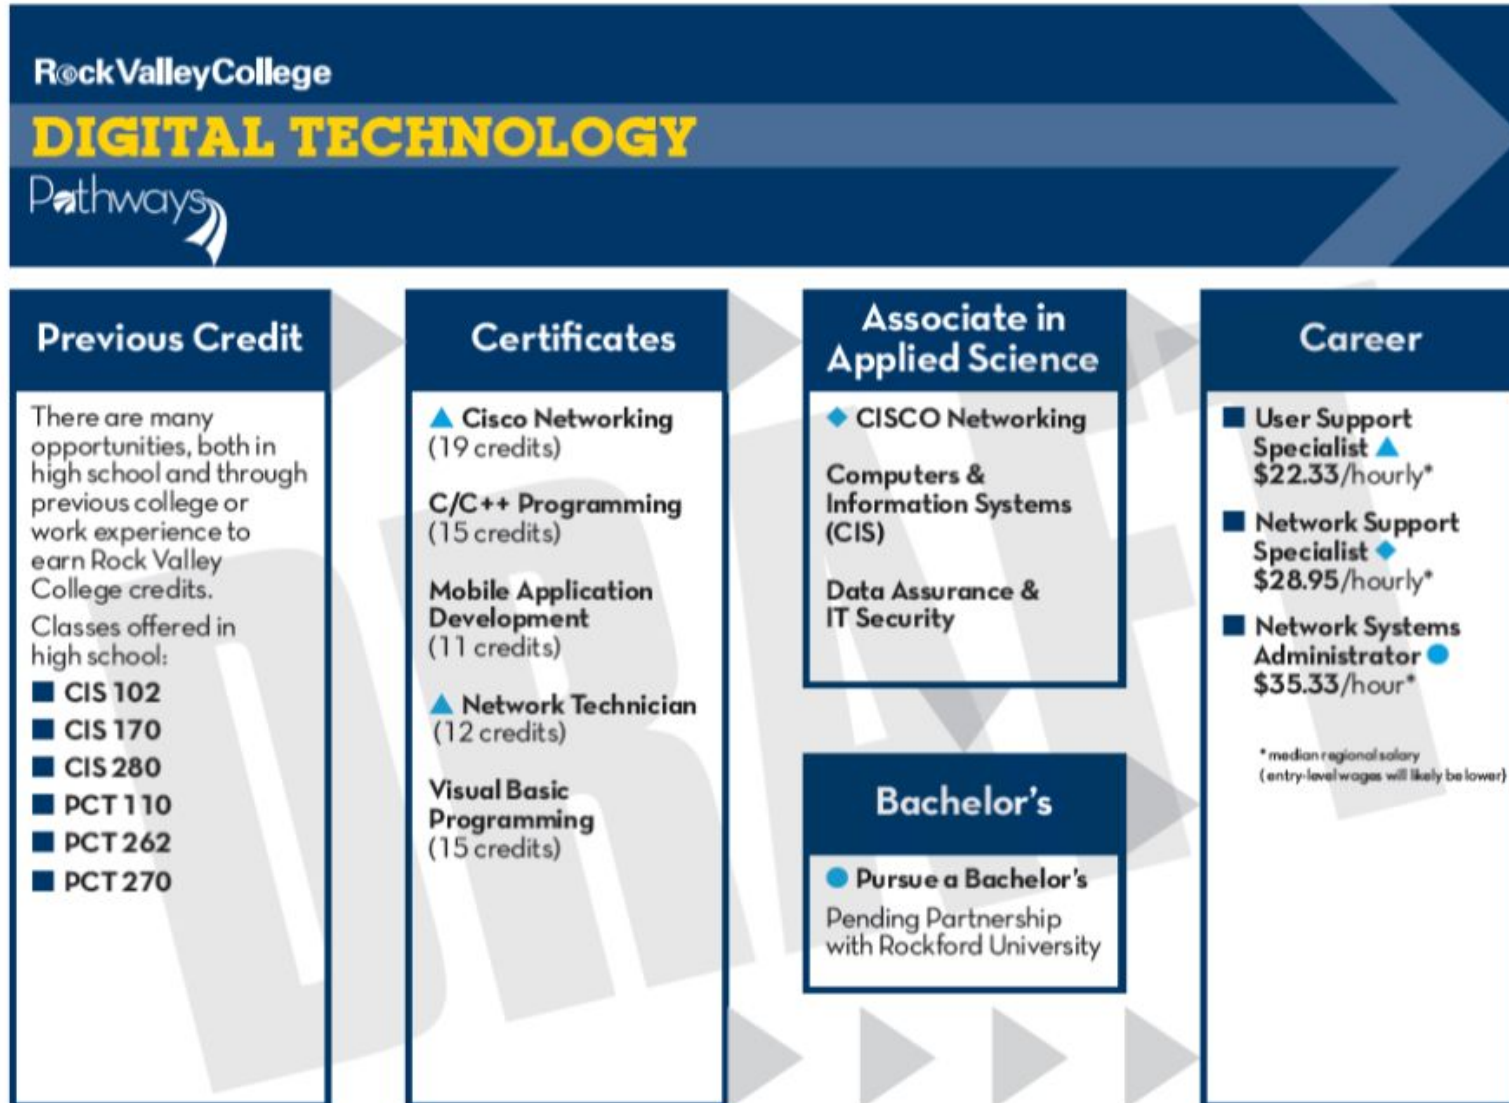 RockValleyCollege
DIGITAL TECHNOLOGY
Pathways
Previous Credit
There are many
opportunities, both in
high school and through
previous college or
work experience to
earn Rock Valley
College credits.
Classes offered in
high school:
CIS 102
CIS 170
CIS 280
PCT 110
PCT 262
PCT 270
Certificates
Cisco Networking
(19 credits)
C/C++ Programming
(15 credits)
Mobile Application
Development
(11 credits)
Network Technician
(12 credits)
Visual Basic
Programming
(15 credits)
Associate in
Applied Science
CISCO Networking
Computers &
Information Systems
(CIS)
Data Assurance &
IT Security
Bachelor's
Pursue a Bachelor's
Pending Partnership
with Rockford University
Career
User Support
Specialist
$22.33/hourly*
Network Support
Specialist
$28.95/hourly*
Network Systems
Administrator
$35.33/hour*
*median regional salary
(entry-level wages will likely be lower)
DRAFT